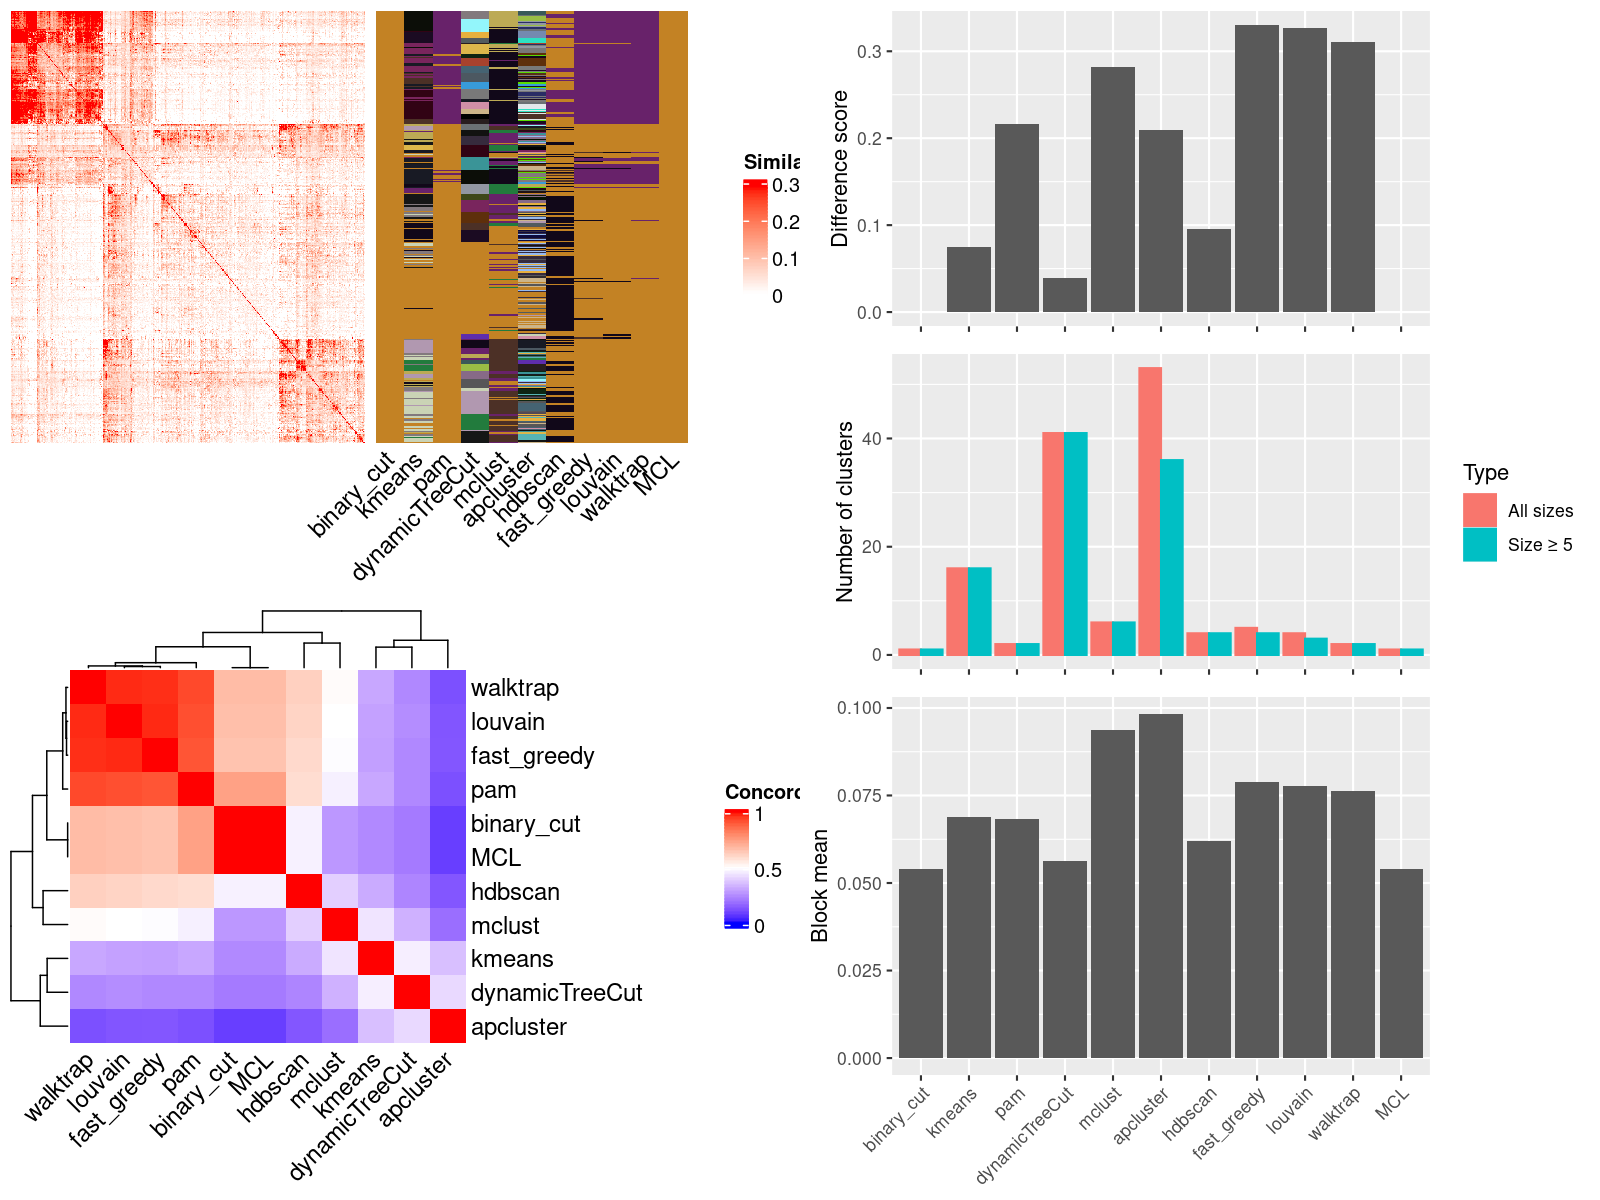 Simila
0.3
0.2
0.1
0
binary_cut
kmeans
pam
dynamicTreeCut
mclust
apcluster
hdbscan
fast_greedy
louvain
walktrap
MCL
Difference score
0.3
0.2
0.1
0.0
Number of clusters
40
20
0
Type
All sizes
Size ≥ 5
walktrap
louvain
fast_greedy
pam
binary_cut
MCL
hdbscan
mclust
kmeans
dynamicTreeCut
apcluster
walktrap
louvain
fast_greedy
pam
binary_cut
MCL
hdbscan
mclust
kmeans
dynamicTreeCut
apcluster
Concord
1
0.5
0
Block mean
0.100
0.075
0.050
0.025
0.000
binary_cut
kmeans
pam
dynamicTreeCut
mclust
apcluster
hdbscan
fast_greedy
louvain
walktrap
MCL